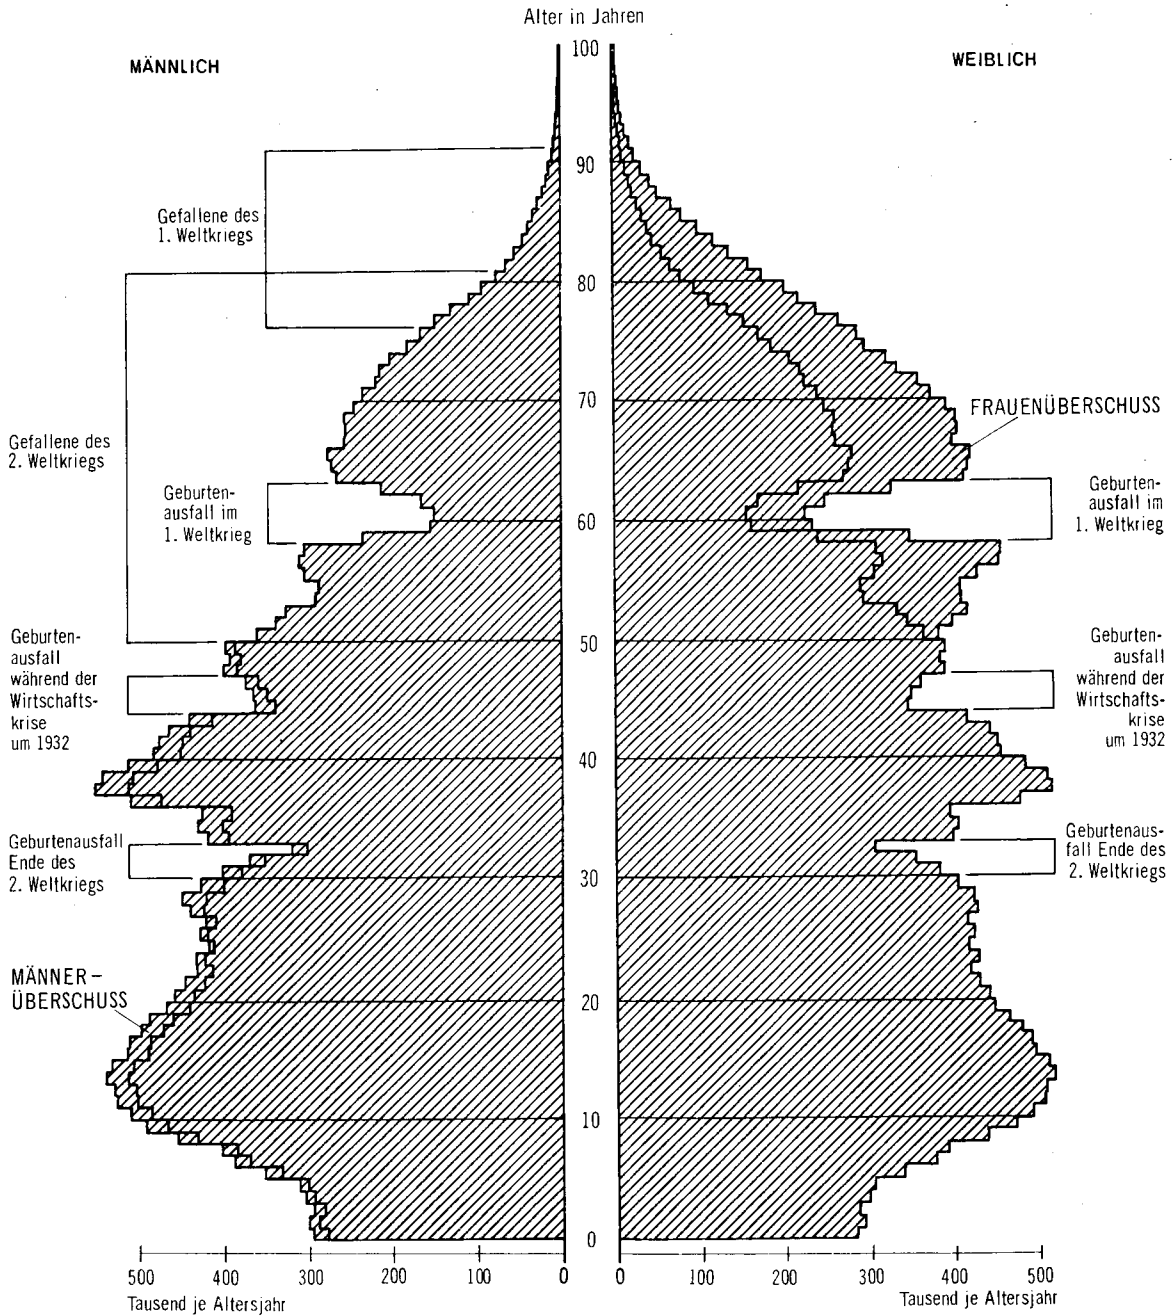 Alter in Jahren
MÄNNLICH
WEIBLICH
100
90
80
70
60
50
40
30
20
10
0
Gefallene des
1. Weltkriegs
Gefallene des
2. Weltkriegs
Geburten-
ausfall im
1. Weltkrieg
Geburten-
ausfall
während der
Wirtschafts-
krise
um 1932
Geburtenausfall
Ende des
2. Weltkriegs
MÄNNER-
ÜBERSCHUSS
FRAUENÜBERSCHUSS
Geburten-
ausfall im
1. Weltkrieg
Geburten-
ausfall
während der
Wirtschafts-
krise
um 1932
Geburtenaus-
fall Ende des
2. Weltkriegs
500 400 300 200 100 0
0 100 200 300 400 500
Tausend je Altersjahr
Tausend je Altersjahr